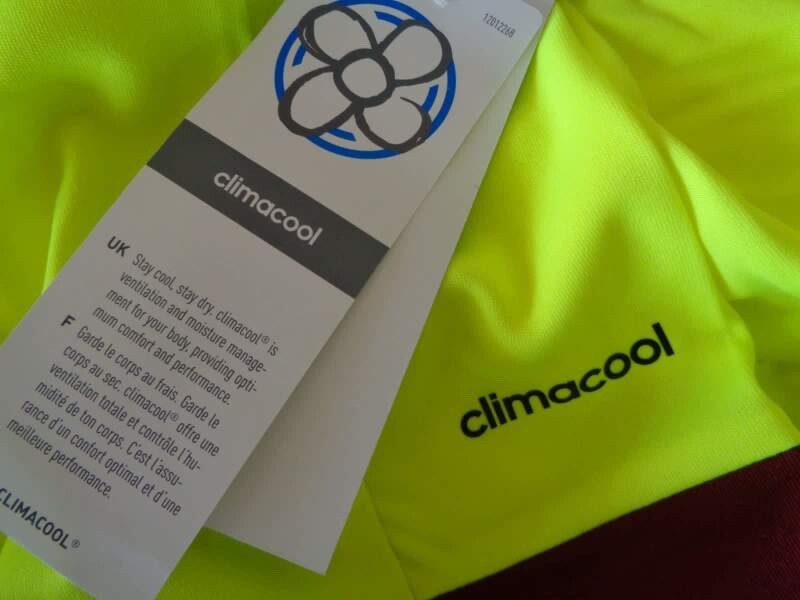 12012268
climacool
UK Stay cool, stay dry. climacool® is
ventilation and moisture manage-
ment for your body, providing opti-
mum comfort and performance.
F Garde le corps au frais. Garde le
corps au sec. climacool® offre une
ventilation totale et contrôle l'hu-
midité de ton corps. C'est l'assu-
rance d'un confort optimal et d'une
meilleure performance.
CLIMACOOL®
climacool